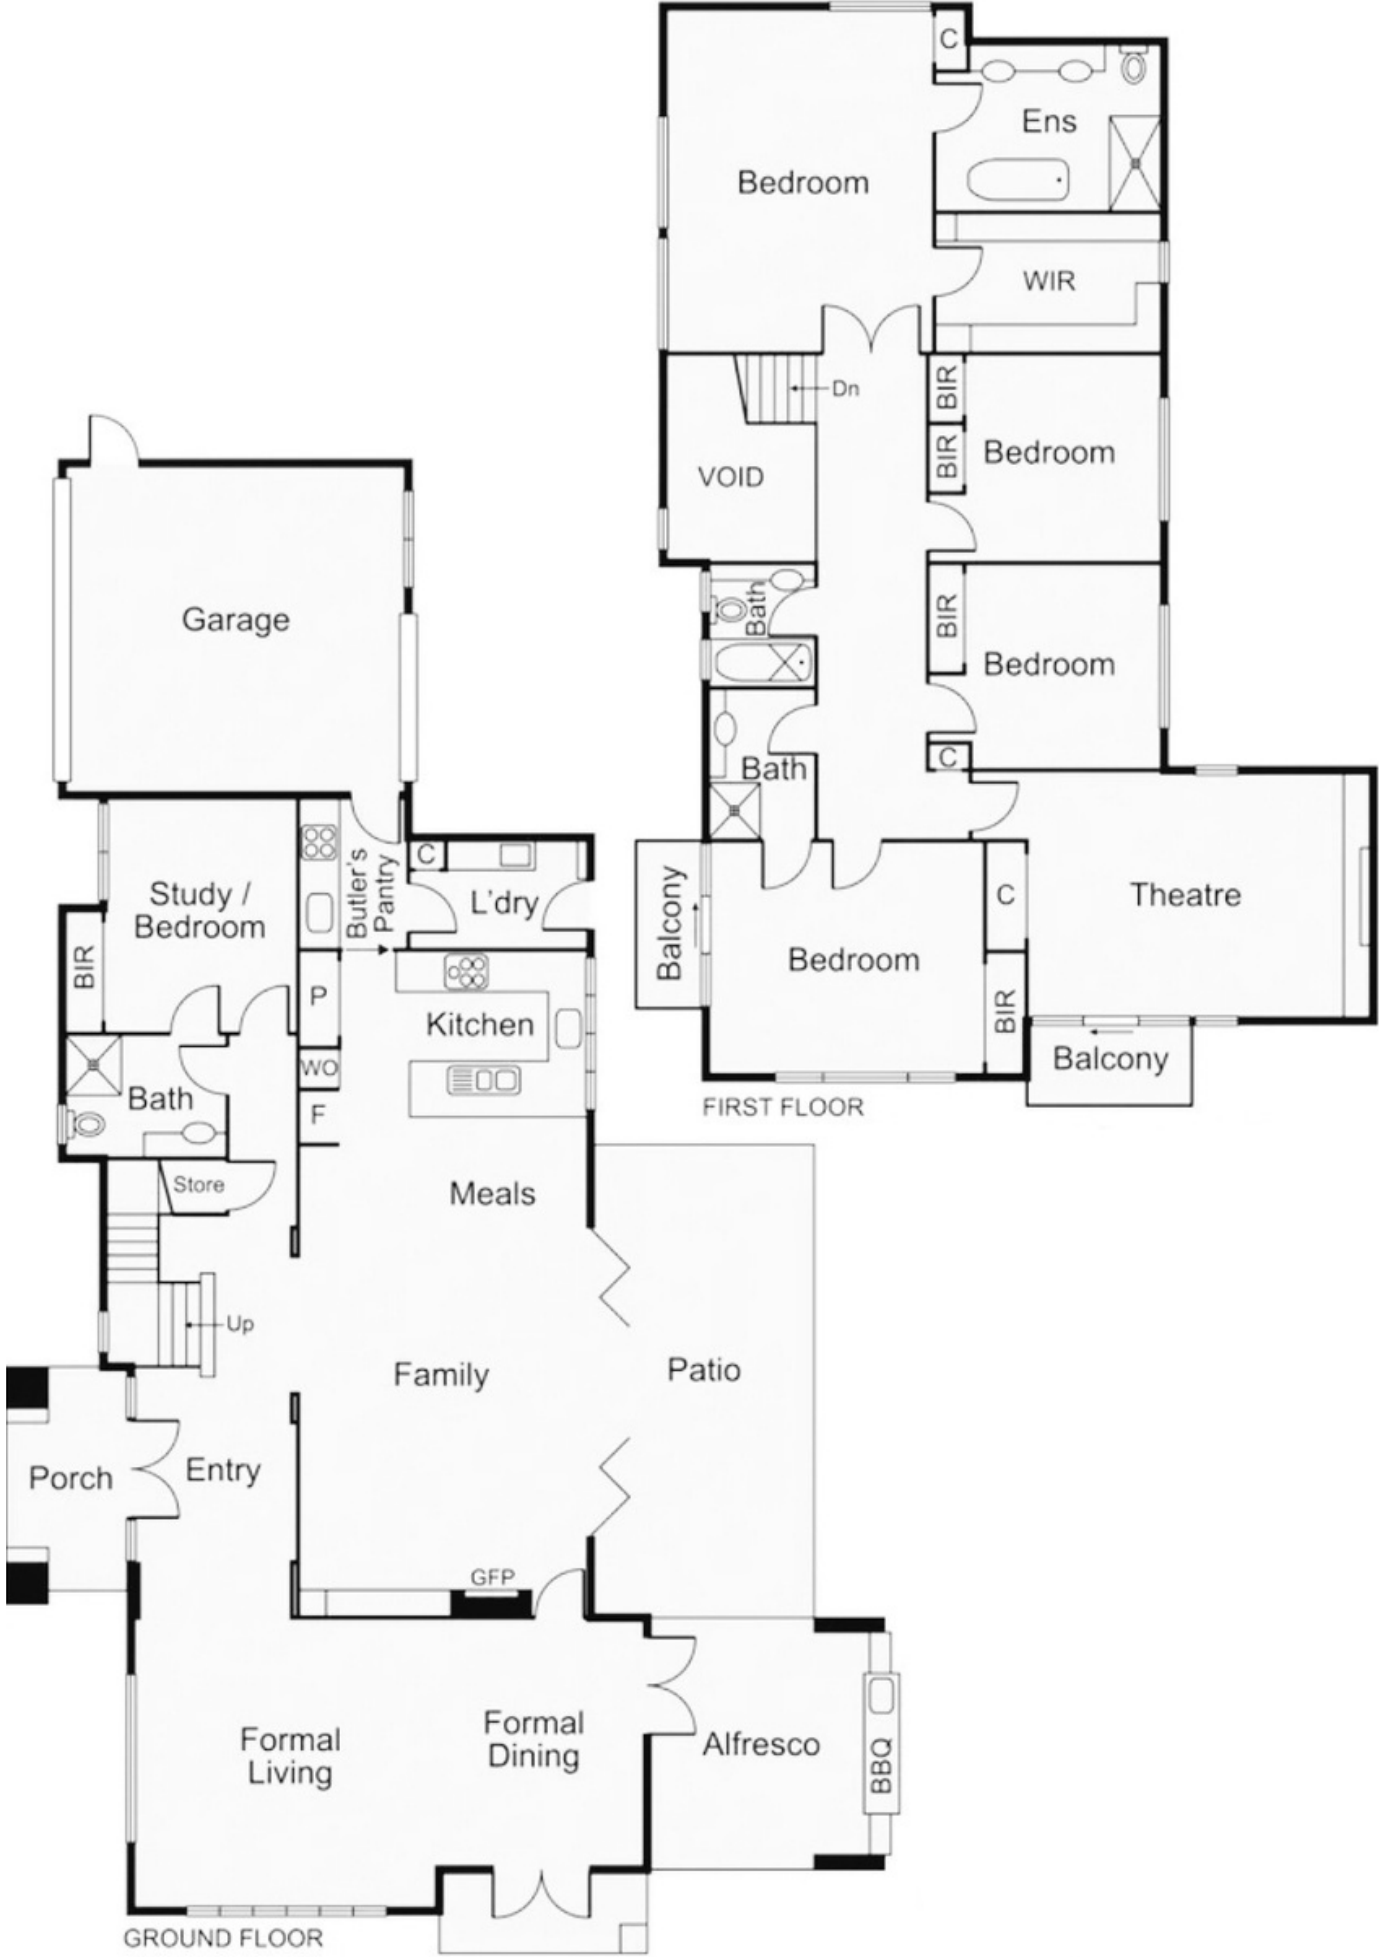 C
Ens
Bedroom
WIR
BIR
Dn
Bedroom
BIR
VOID
Bath
BIR
Bedroom
C
Bath
Balcony
C
Theatre
Bedroom
BIR
Balcony
FIRST FLOOR
Garage
Butler's
Pantry
C
L'dry
Study /
Bedroom
BIR
P
Kitchen
WO
Bath
F
Store
Meals
Up
Family
Patio
Porch
Entry
GFP
Formal
Living
Formal
Dining
Alfresco
BBQ
GROUND FLOOR